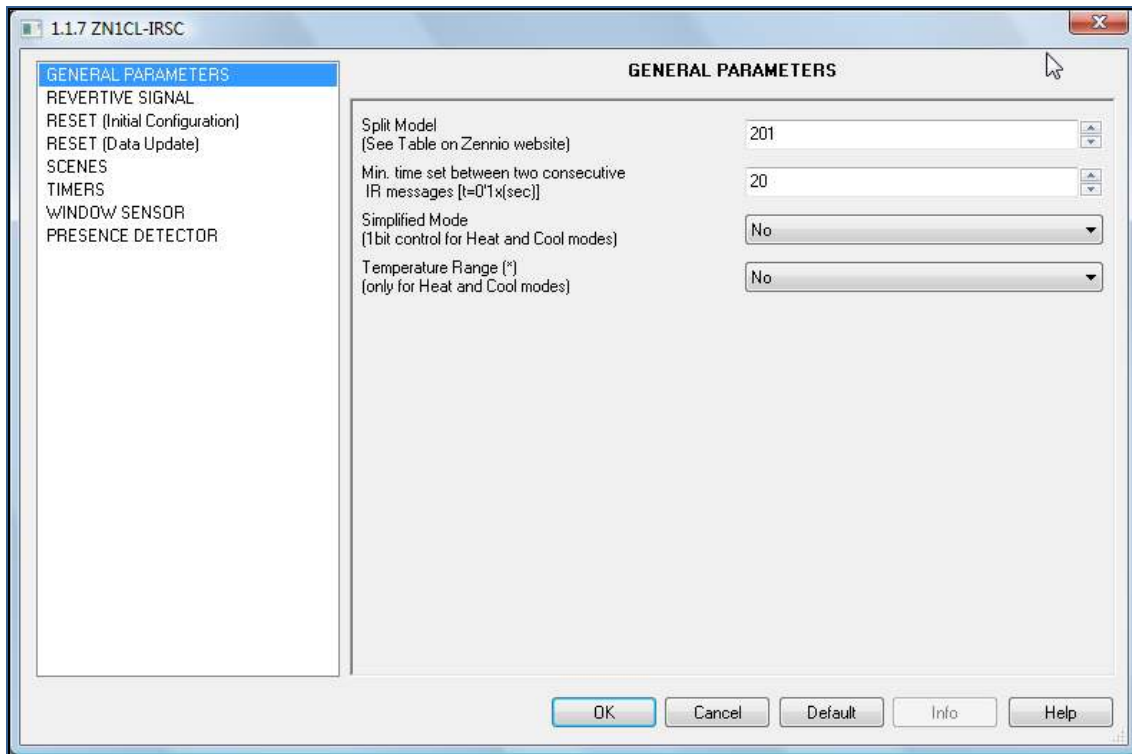 1.1.7 ZN1CL-IRSC
GENERAL PARAMETERS
REVERTIVE SIGNAL
RESET (Initial Configuration)
RESET (Data Update)
SCENES
TIMERS
WINDOW SENSOR
PRESENCE DETECTOR
GENERAL PARAMETERS
Split Model
(See Table on Zennio website)
201
Min. time set between two consecutive
IR messages [t=0'1x(sec)]
20
Simplified Mode
(1bit control for Heat and Cool modes)
No
Temperature Range (*)
(only for Heat and Cool modes)
No
OK Cancel Default Info Help